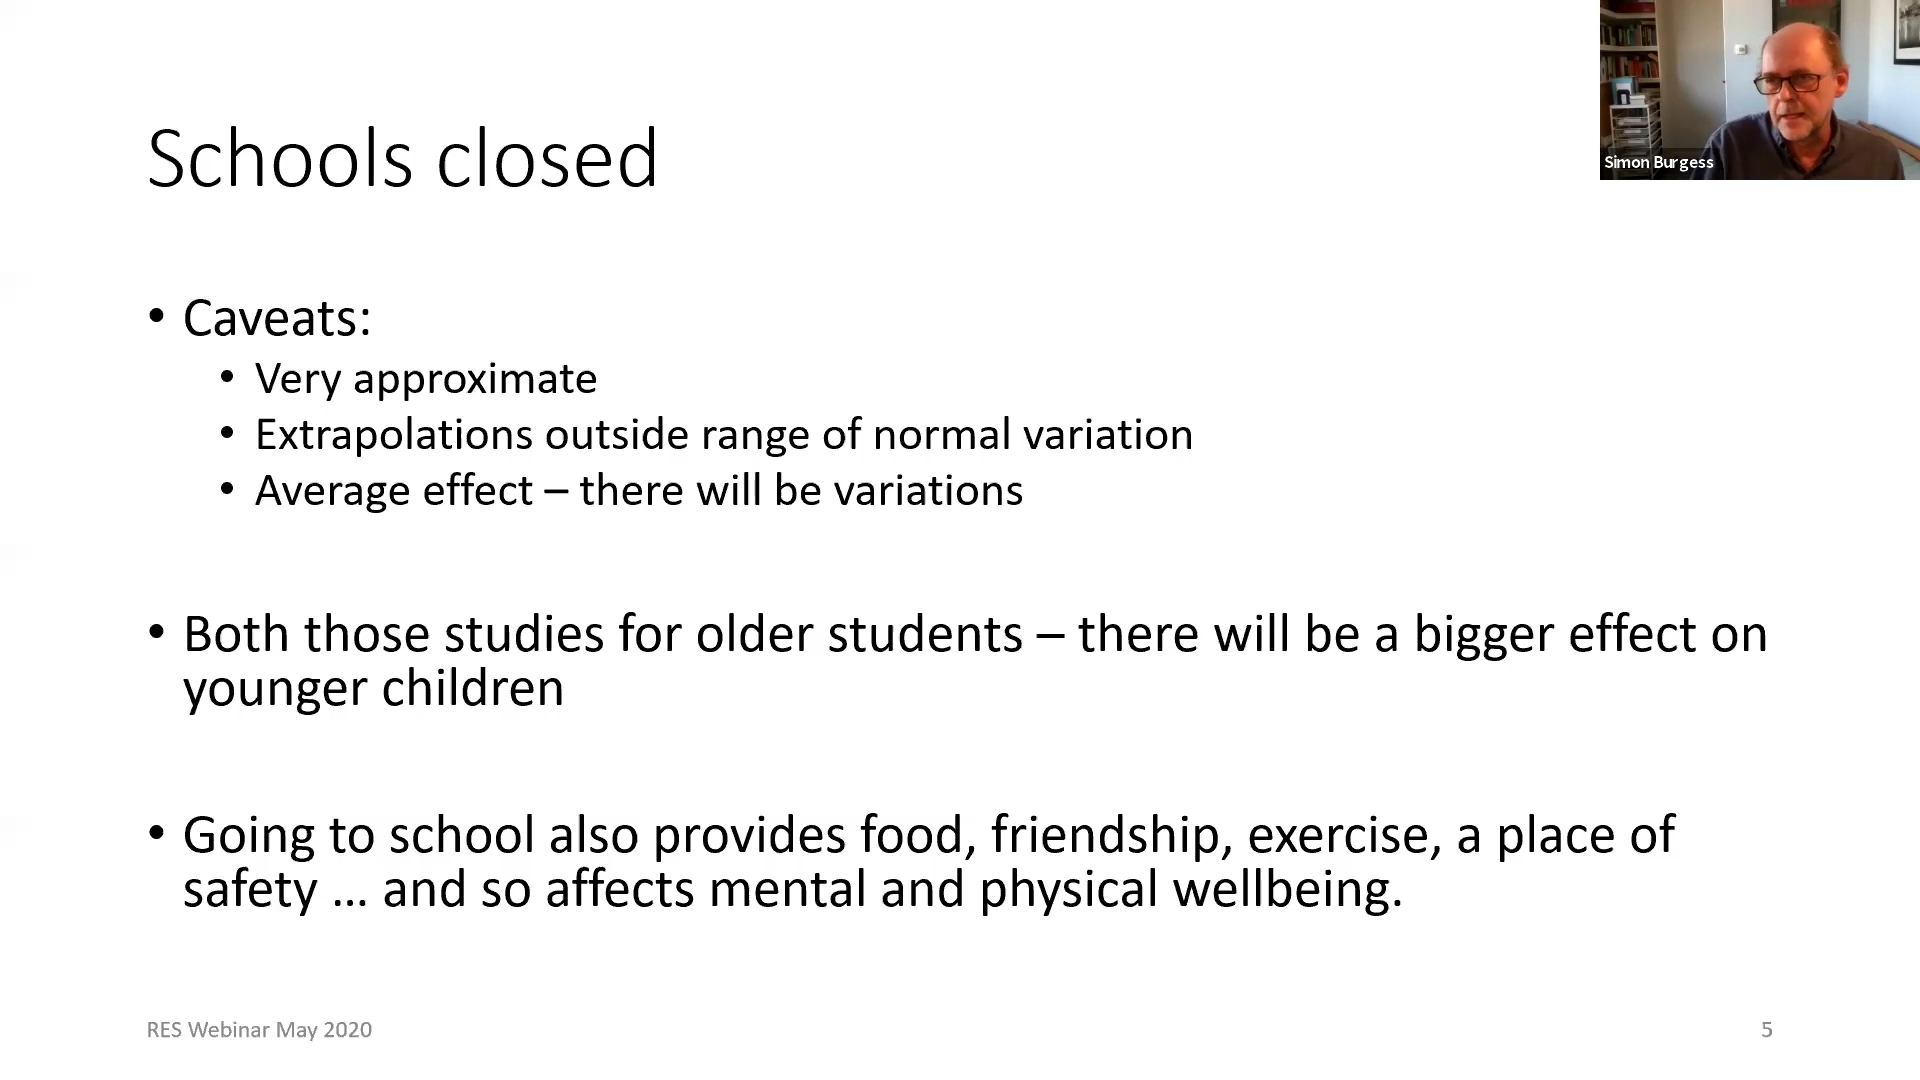 Simon Burgess
Schools closed
• Caveats:
• Very approximate
• Extrapolations outside range of normal variation
• Average effect – there will be variations
• Both those studies for older students – there will be a bigger effect on
younger children
• Going to school also provides food, friendship, exercise, a place of
safety … and so affects mental and physical wellbeing.
RES Webinar May 2020
5